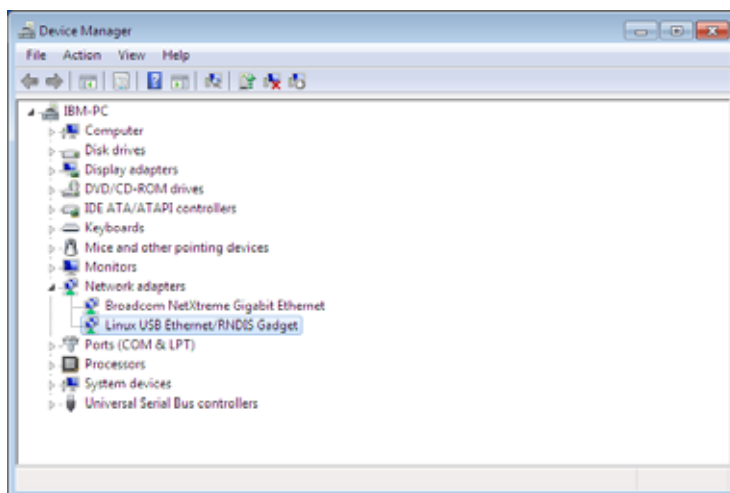 Device Manager
File Action View Help
IBM-PC
Computer
Disk drives
Display adapters
DVD/CD-ROM drives
IDE ATA/ATAPI controllers
Keyboards
Mice and other pointing devices
Monitors
Network adapters
Broadcom NetXtreme Gigabit Ethernet
Linux USB Ethernet/RNDIS Gadget
Ports (COM & LPT)
Processors
System devices
Universal Serial Bus controllers